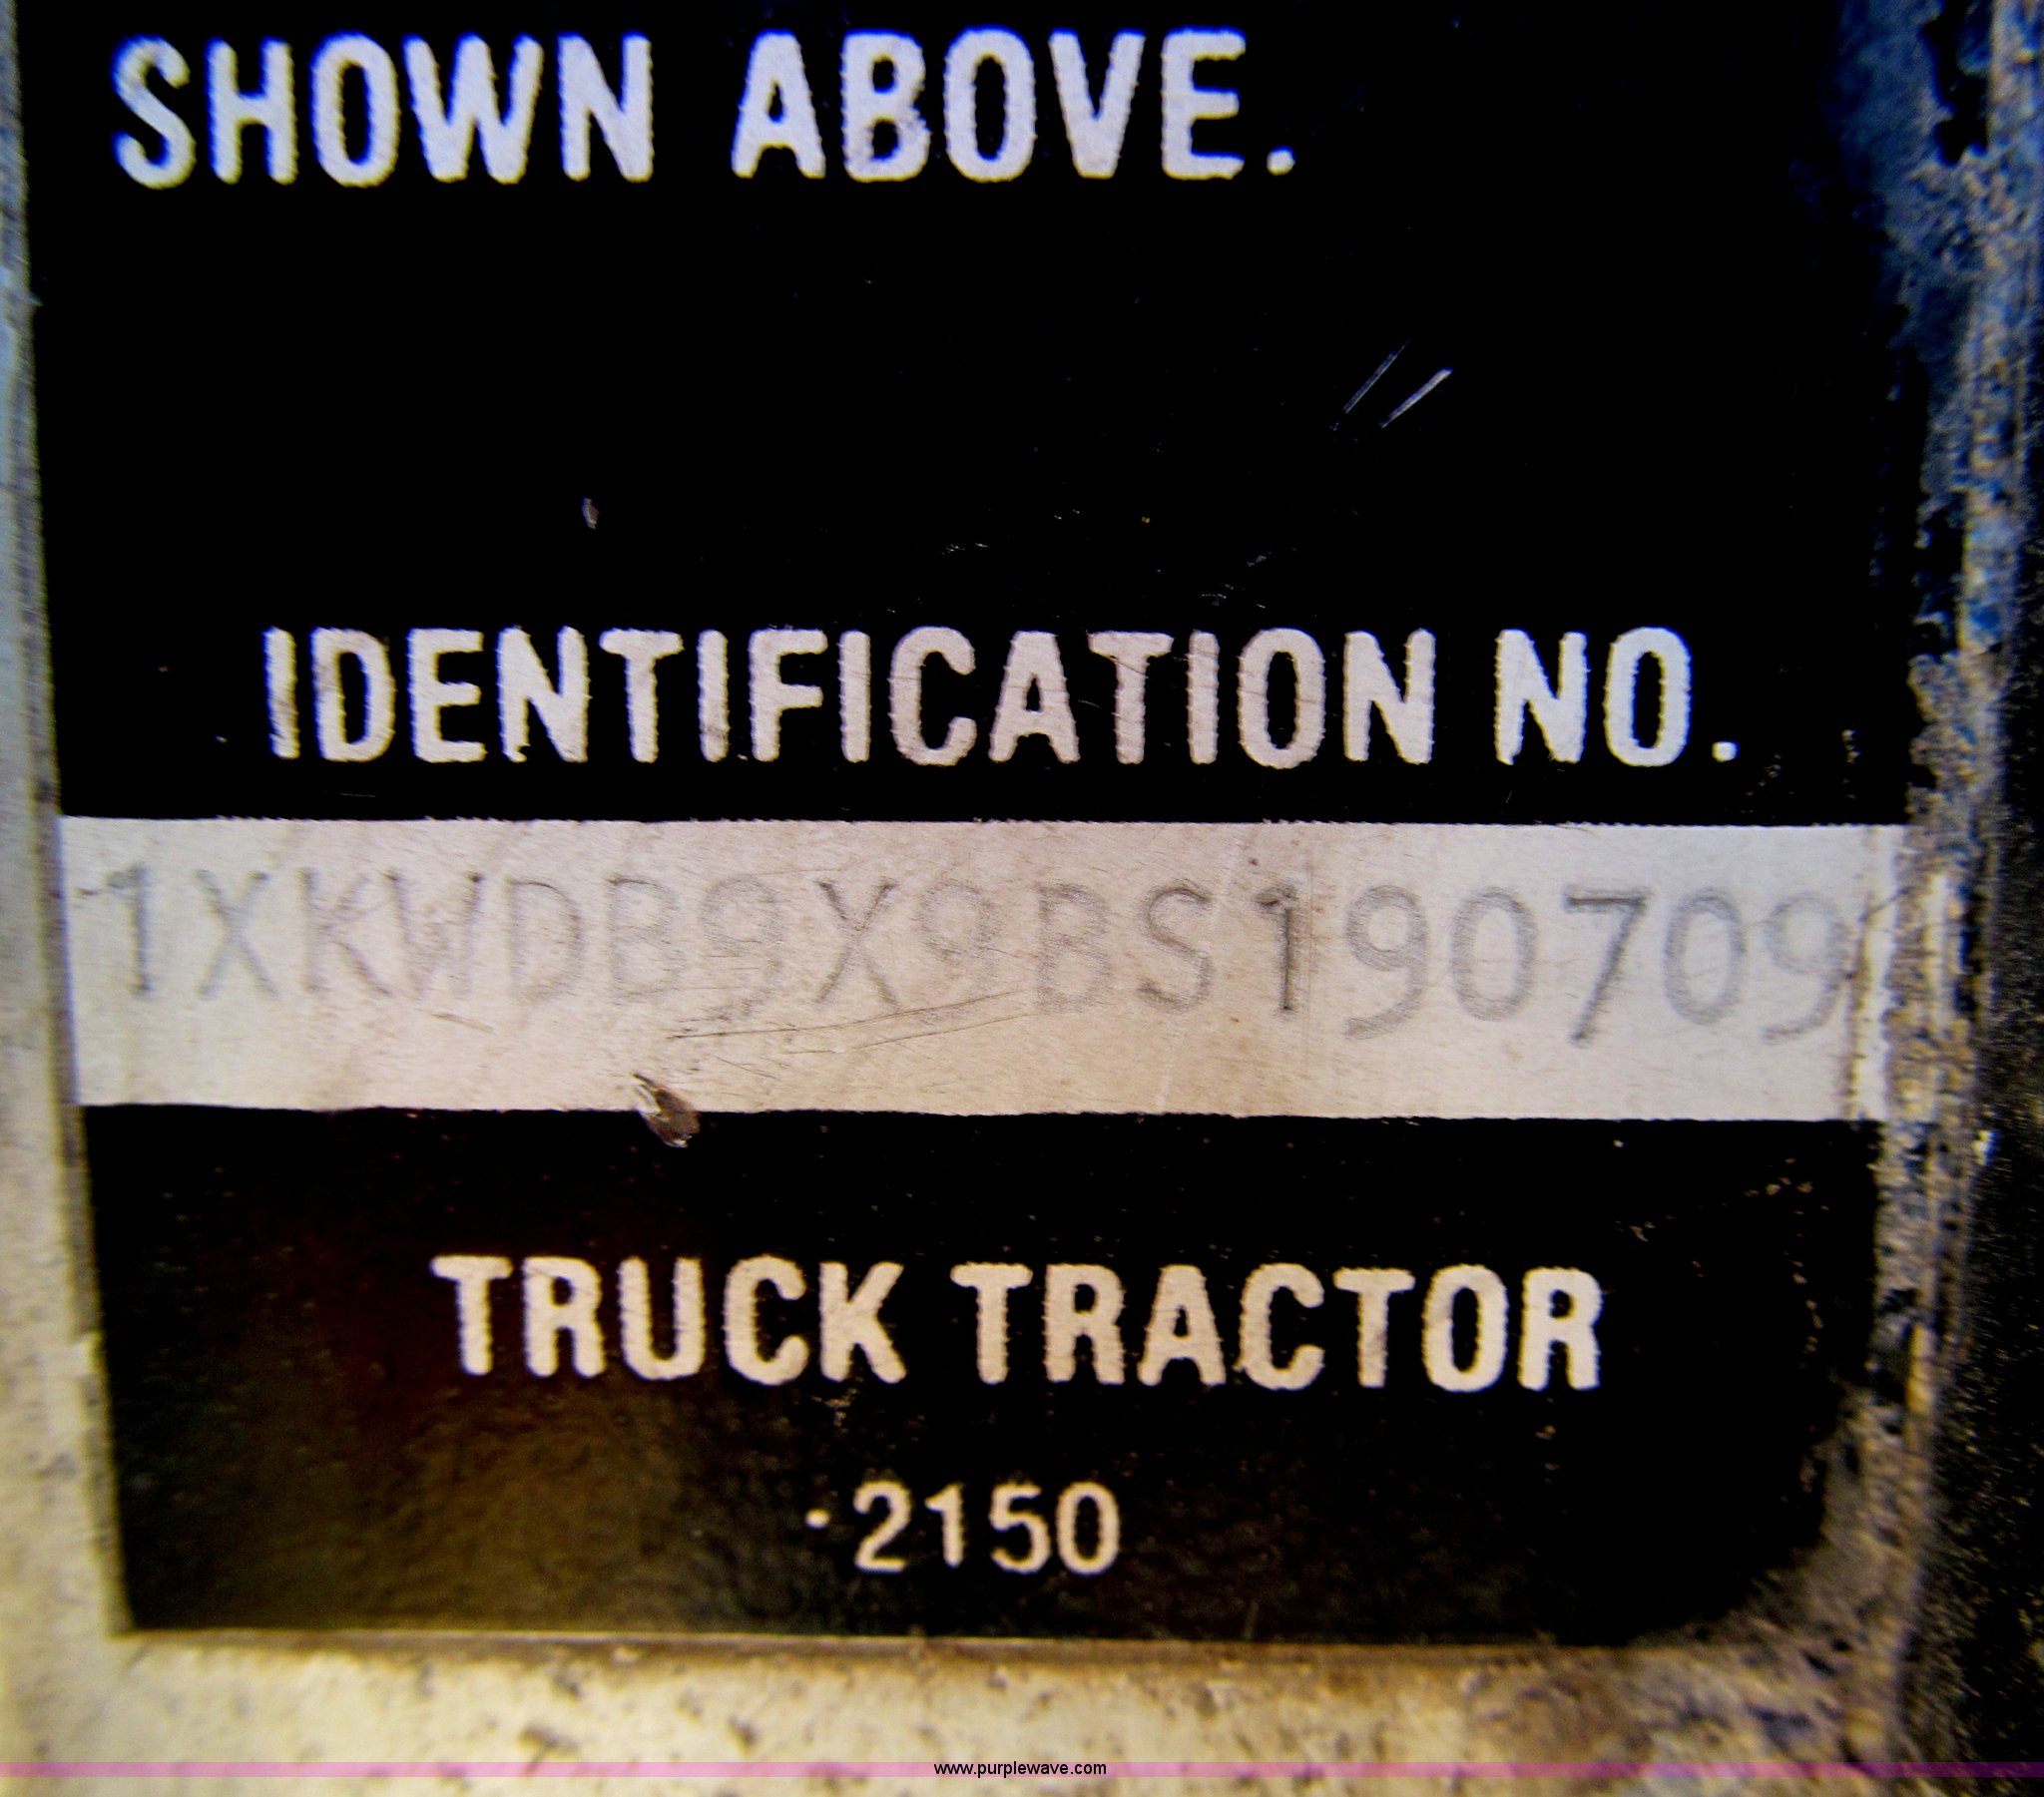 SHOWN ABOVE.
IDENTIFICATION NO.
1XKWDB9X9BS190709
TRUCK TRACTOR
·2150
www.purplewave.com